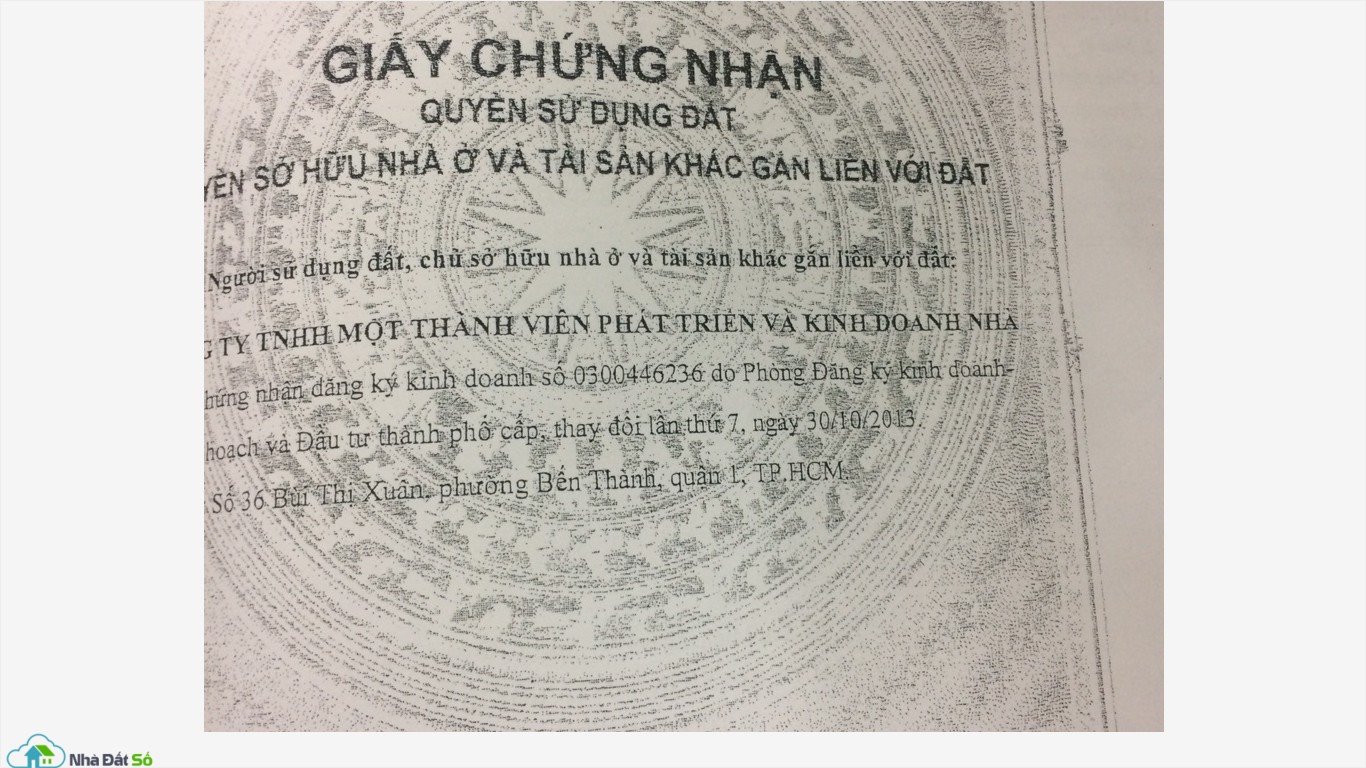 GIẤY CHỨNG NHẬN
QUYỀN SỬ DỤNG ĐẤT
YỀN SỞ HỮU NHÀ Ở VÀ TÀI SẢN KHÁC GẮN LIỀN VỚI ĐẤT
Người sử dụng đất, chủ sở hữu nhà ở và tài sản khác gắn liền với đất:
G TY TNHH MỘT THÀNH VIÊN PHÁT TRIỂN VÀ KINH DOANH NHÀ
hứng nhận đăng ký kinh doanh số 0300446236 do Phòng Đăng ký kinh doanh-
hoạch và Đầu tư thành phố cấp, thay đổi lần thứ 7, ngày 30/10/2013.
Số 36 Bùi Thị Xuân, phường Bến Thành, quận 1, TP.HCM.
Nhà Đất Số